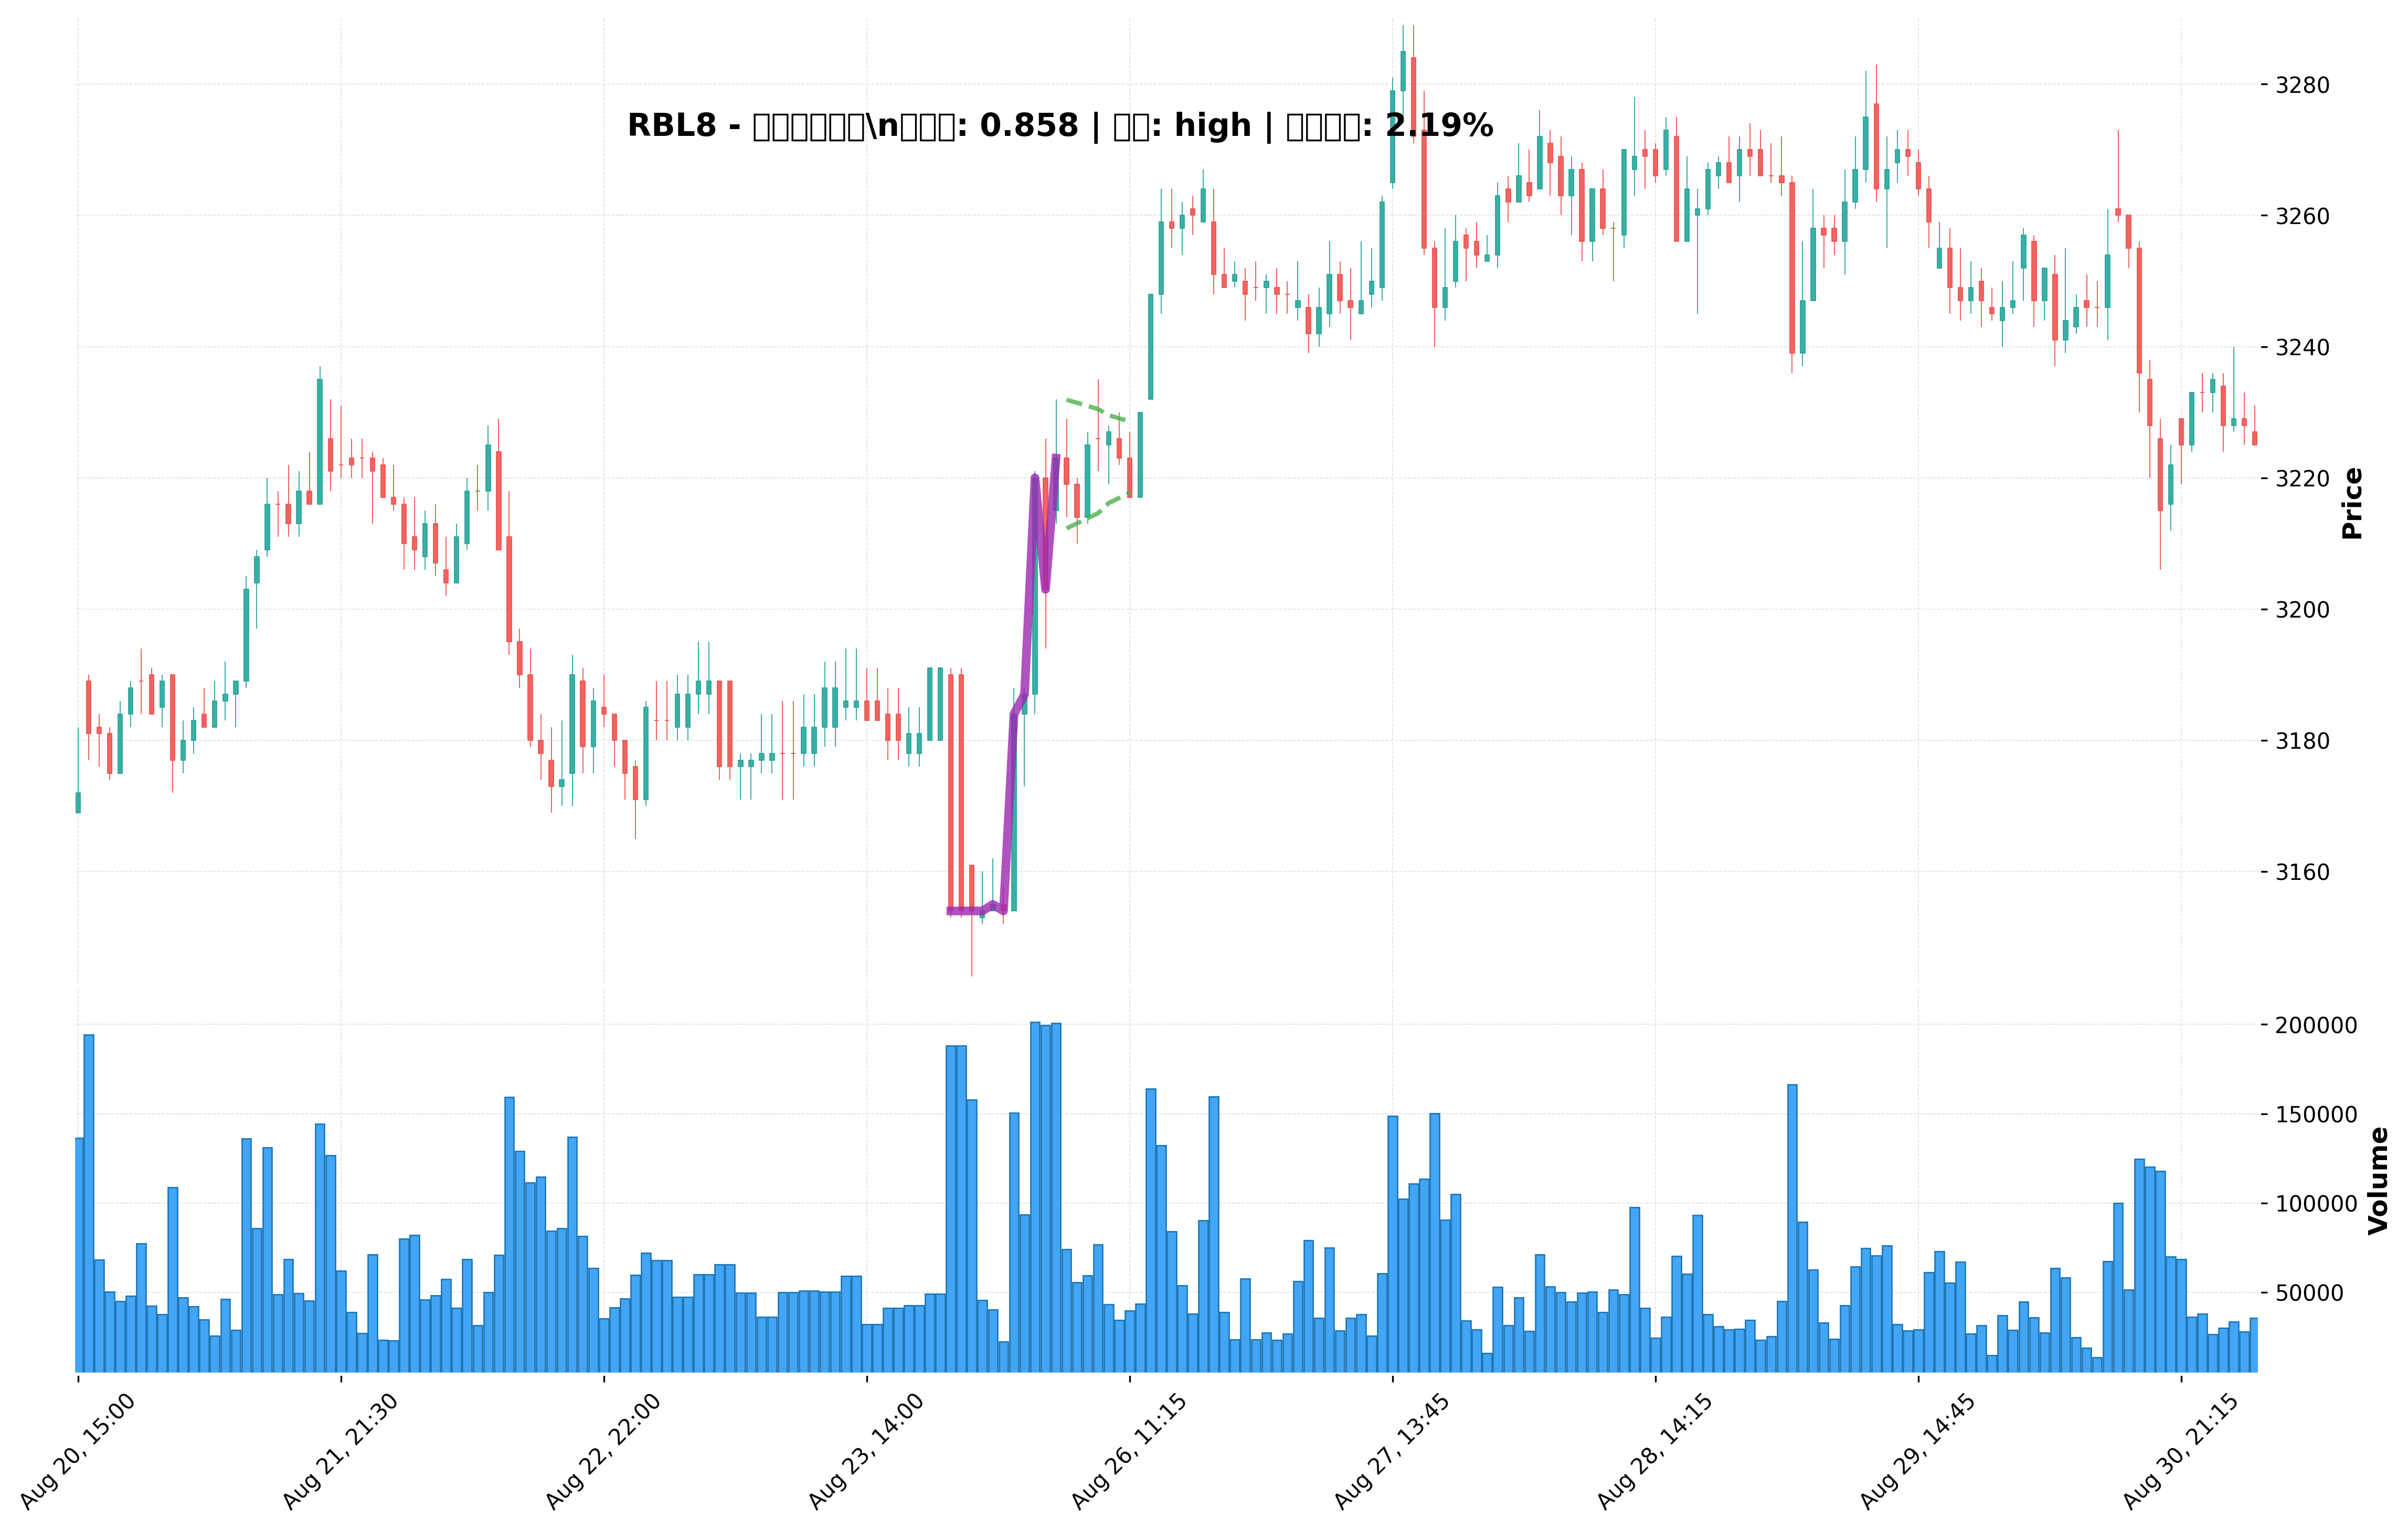 RBL8 - □□□□□□\n□□□: 0.858 | □□: high | □□□□: 2.19%
3280
3260
3240
3220
3200
3180
3160
Price
200000
150000
100000
50000
Volume
Aug 20, 15:00
Aug 21, 21:30
Aug 22, 22:00
Aug 23, 14:00
Aug 26, 11:15
Aug 27, 13:45
Aug 28, 14:15
Aug 29, 14:45
Aug 30, 21:15